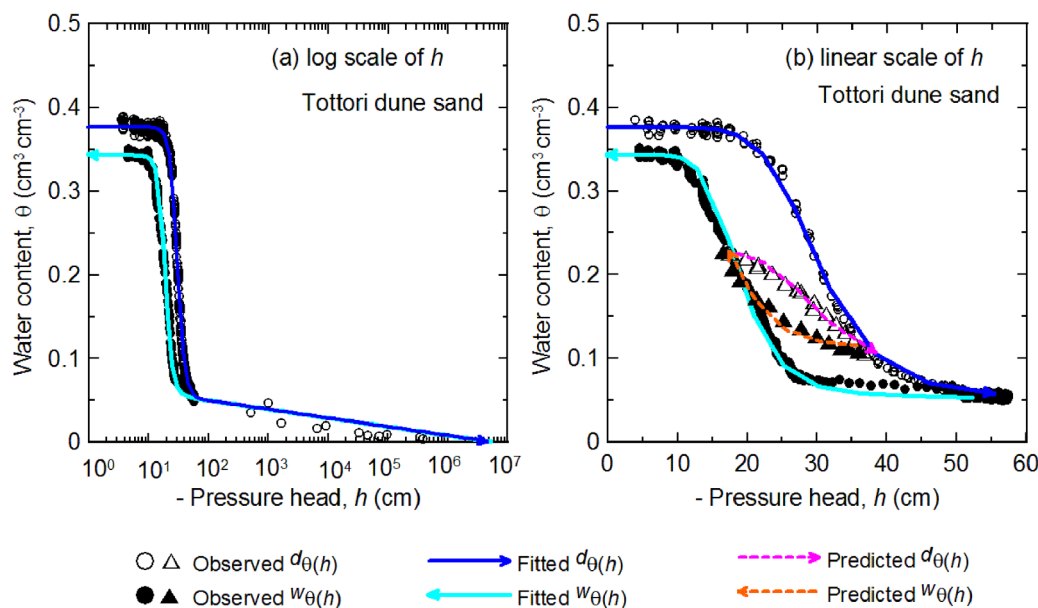 (a) log scale of h
Tottori dune sand
Water content, θ (cm³ cm⁻³)
0.5
0.4
0.3
0.2
0.1
0
10⁰ 10¹ 10² 10³ 10⁴ 10⁵ 10⁶ 10⁷
- Pressure head, h (cm)
(b) linear scale of h
Tottori dune sand
Water content, θ (cm³ cm⁻³)
0.5
0.4
0.3
0.2
0.1
0
0 10 20 30 40 50 60
- Pressure head, h (cm)
Observed ᵈθ(h) Fitted ᵈθ(h) Predicted ᵈθ(h)
Observed ʷθ(h) Fitted ʷθ(h) Predicted ʷθ(h)